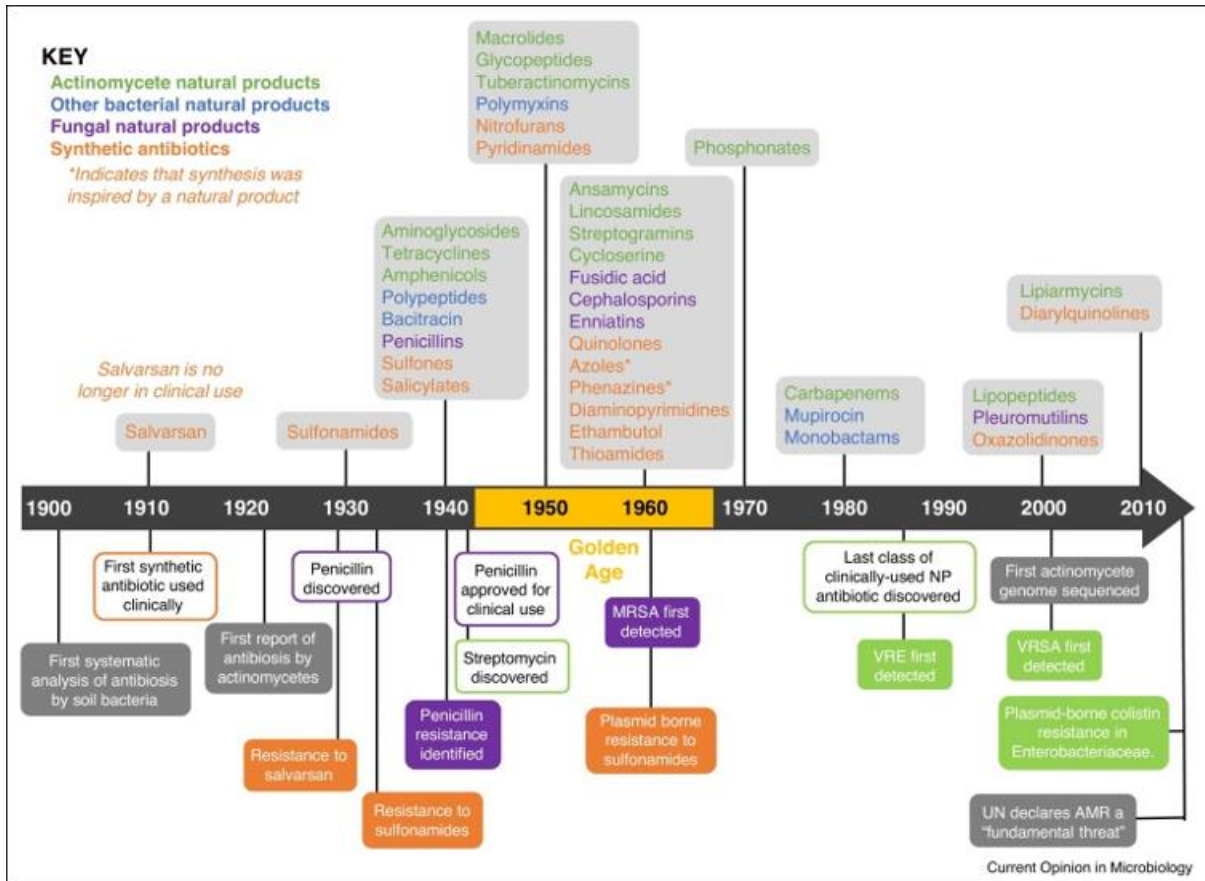 KEY
Actinomycete natural products
Other bacterial natural products
Fungal natural products
Synthetic antibiotics
*Indicates that synthesis was
inspired by a natural product
Salvarsan is no
longer in clinical use
Salvarsan
Sulfonamides
Aminoglycosides
Tetracyclines
Amphenicols
Polypeptides
Bacitracin
Penicillins
Sulfones
Salicylates
Macrolides
Glycopeptides
Tuberactinomycins
Polymyxins
Nitrofurans
Pyridinamides
Ansamycins
Lincosamides
Streptogramins
Cycloserine
Fusidic acid
Cephalosporins
Enniatins
Quinolones
Azoles*
Phenazines*
Diaminopyrimidines
Ethambutol
Thioamides
Phosphonates
Carbapenems
Mupirocin
Monobactams
Lipopeptides
Pleuromutilins
Oxazolidinones
Lipiarmycins
Diarylquinolines
1900 1910 1920 1930 1940 1950 1960 1970 1980 1990 2000 2010
Golden
Age
First systematic
analysis of antibiosis
by soil bacteria
First synthetic
antibiotic used
clinically
First report of
antibiosis by
actinomycetes
Penicillin
discovered
Resistance to
salvarsan
Resistance to
sulfonamides
Penicillin
resistance
identified
Penicillin
approved for
clinical use
Streptomycin
discovered
MRSA first
detected
Plasmid borne
resistance to
sulfonamides
Last class of
clinically-used NP
antibiotic discovered
VRE first
detected
First actinomycete
genome sequenced
VRSA first
detected
Plasmid-borne colistin
resistance in
Enterobacteriaceae.
UN declares AMR a
“fundamental threat”
Current Opinion in Microbiology